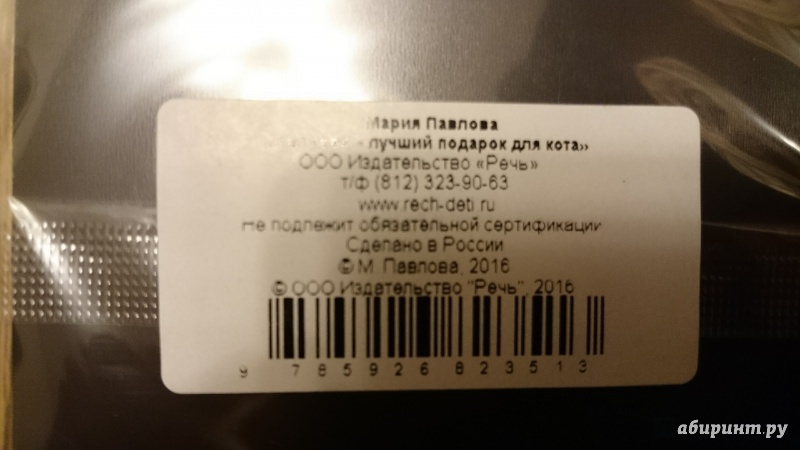 Мария Павлова
- лучший подарок для кота»
ООО Издательство «Речь»
т/ф (812) 323-90-63
www.rech-deti.ru
Не подлежит обязательной сертификации
Сделано в России
© М. Павлова, 2016
© ООО Издательство "Речь", 2016
9 785926 823513
абиринт.ру